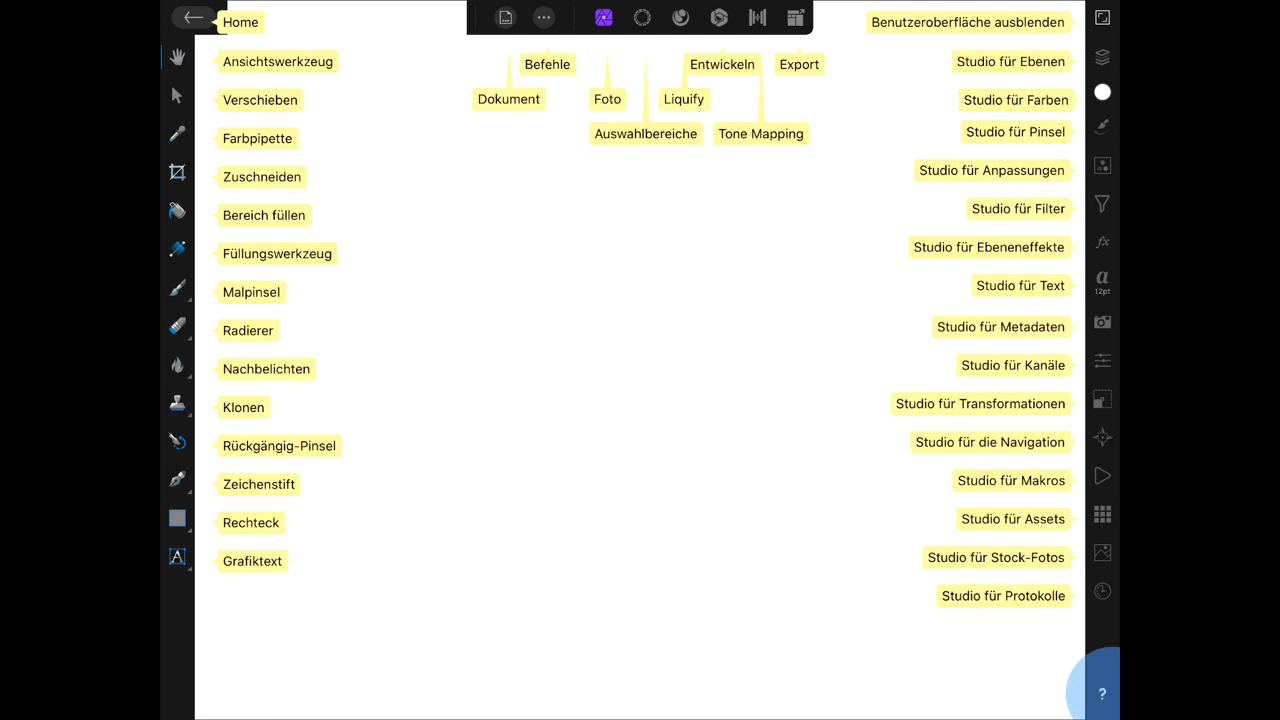 Home
Ansichtswerkzeug
Verschieben
Farbpipette
Zuschneiden
Bereich füllen
Füllungswerkzeug
Malpinsel
Radierer
Nachbelichten
Klonen
Rückgängig-Pinsel
Zeichenstift
Rechteck
A
Grafiktext
Befehle
Entwickeln
Export
Dokument
Foto
Liquify
Auswahlbereiche
Tone Mapping
Benutzeroberfläche ausblenden
Studio für Ebenen
Studio für Farben
Studio für Pinsel
Studio für Anpassungen
Studio für Filter
Studio für Ebeneneffekte
fx
Studio für Text
a
12pt
Studio für Metadaten
Studio für Kanäle
Studio für Transformationen
Studio für die Navigation
Studio für Makros
Studio für Assets
Studio für Stock-Fotos
Studio für Protokolle
?